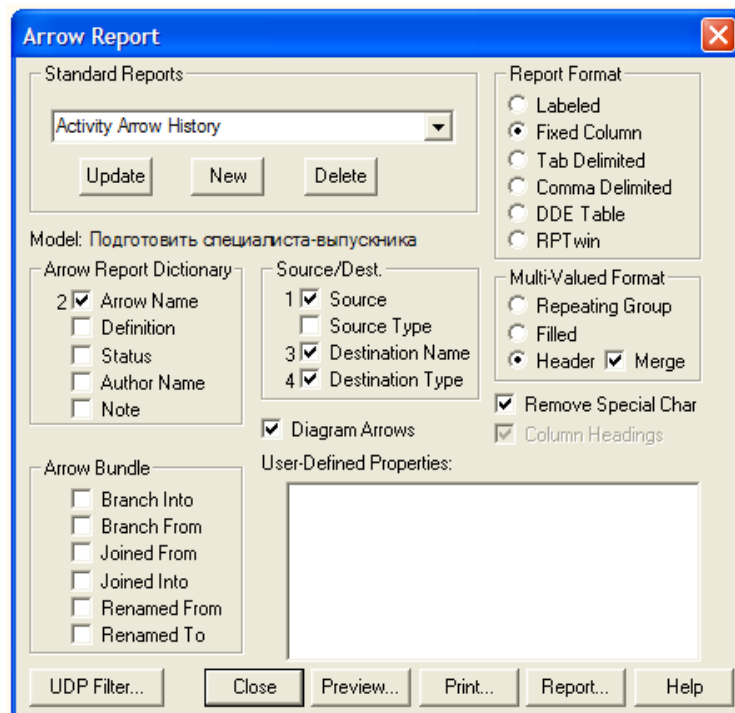 Arrow Report
Standard Reports
Activity Arrow History
Update New Delete
Model: Подготовить специалиста-выпускника
Report Format
Labeled
Fixed Column
Tab Delimited
Comma Delimited
DDE Table
RPTwin
Arrow Report Dictionary
2 Arrow Name
Definition
Status
Author Name
Note
Source/Dest.
1 Source
Source Type
3 Destination Name
4 Destination Type
Multi-Valued Format
Repeating Group
Filled
Header Merge
Diagram Arrows
Remove Special Char
Column Headings
Arrow Bundle
Branch Into
Branch From
Joined From
Joined Into
Renamed From
Renamed To
User-Defined Properties:
UDP Filter... Close Preview... Print... Report... Help